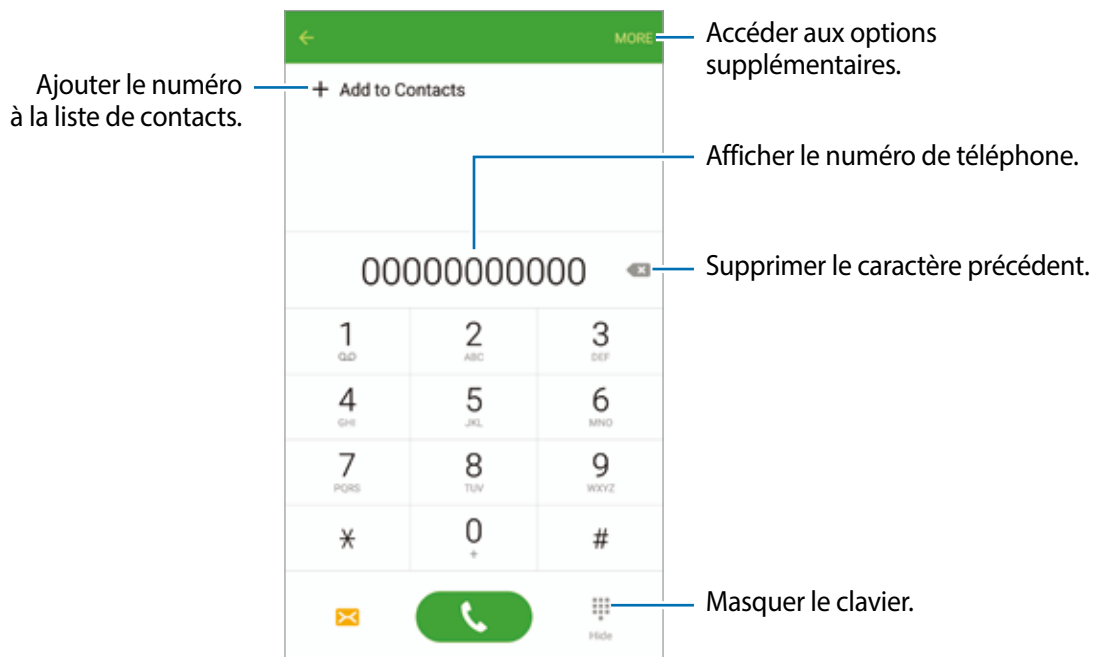 MORE
Accéder aux options
supplémentaires.
Ajouter le numéro
à la liste de contacts.
+ Add to Contacts
Afficher le numéro de téléphone.
00000000000
Supprimer le caractère précédent.
1 2 3
ABC DEF
4 5 6
GHI JKL MNO
7 8 9
PQRS TUV WXYZ
* 0 #
+
Masquer le clavier.
Hide